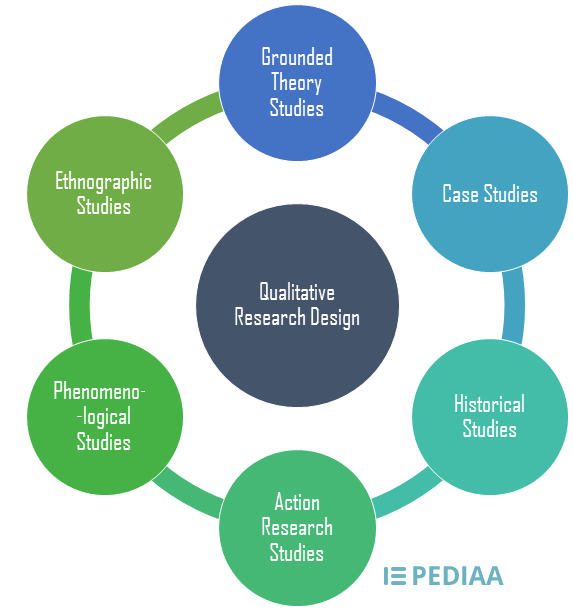 Grounded
Theory
Studies
Ethnographic
Studies
Case Studies
Qualitative
Research Design
Phenomeno-
-logical
Studies
Historical
Studies
Action
Research
Studies
PEDIAA